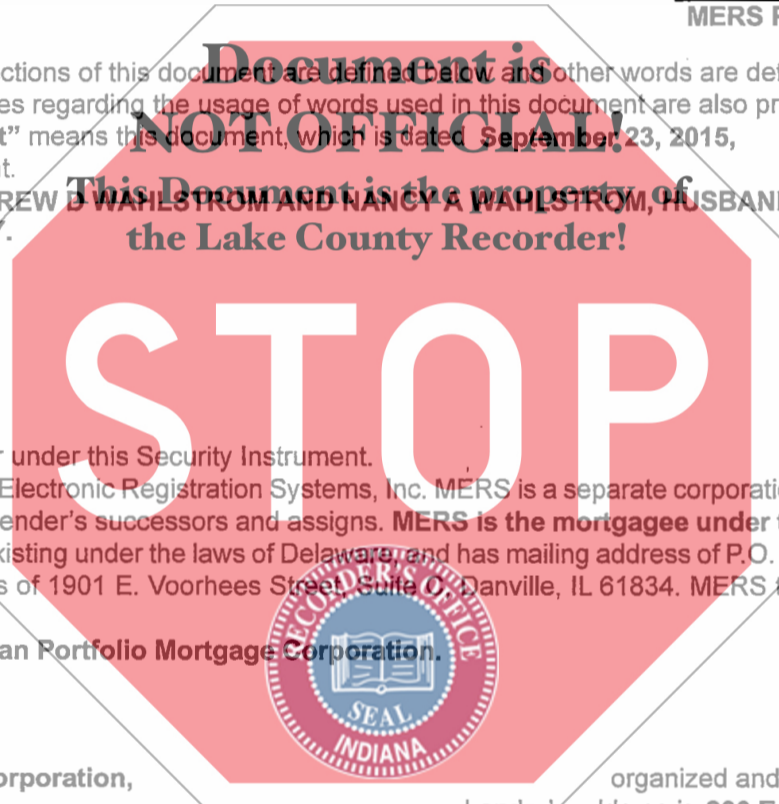 MERS
Document is
ctions of this document are defined below and other words are de
es regarding the usage of words used in this document are also pr
NOT OFFICIAL!
t” means this document, which is dated September 23, 2015,
t.
This Document is the property of
REW D WAHLSTROM AND NANCY A WAHLSTROM, HUSBAN
the Lake County Recorder!
STOP
under this Security Instrument.
Electronic Registration Systems, Inc. MERS is a separate corporati
ender's successors and assigns. MERS is the mortgagee under
xisting under the laws of Delaware, and has mailing address of P.O.
s of 1901 E. Voorhees Street, Suite C, Danville, IL 61834. MERS
RECORDER'S OFFICE
an Portfolio Mortgage Corporation.
SEAL
INDIANA
orporation,
organized and